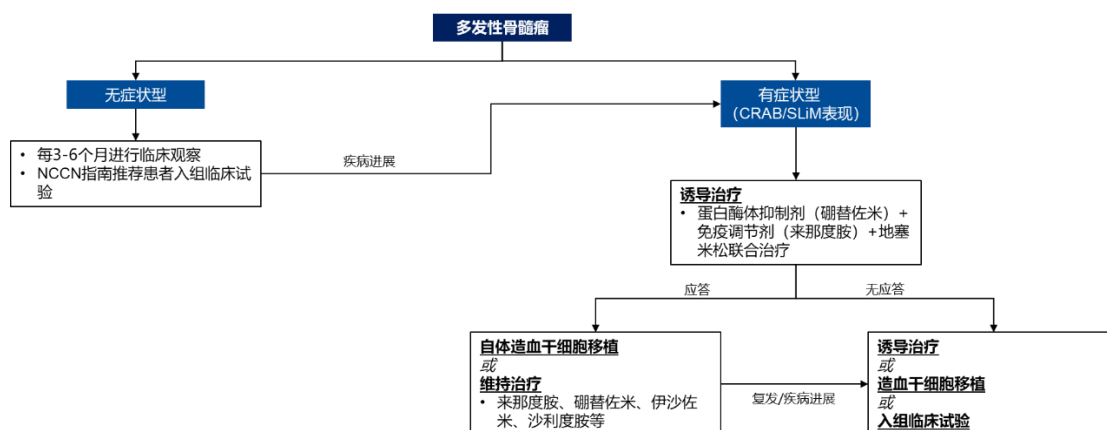 多发性骨髓瘤
无症状型
有症状型
（CRAB/SLiM表现）
• 每3-6个月进行临床观察
• NCCN指南推荐患者入组临床试
验
疾病进展
诱导治疗
• 蛋白酶体抑制剂（硼替佐米）+
免疫调节剂（来那度胺）+地塞
米松联合治疗
应答
无应答
自体造血干细胞移植
或
维持治疗
• 来那度胺、硼替佐米、伊沙佐
米、沙利度胺等
复发/疾病进展
诱导治疗
或
造血干细胞移植
或
入组临床试验